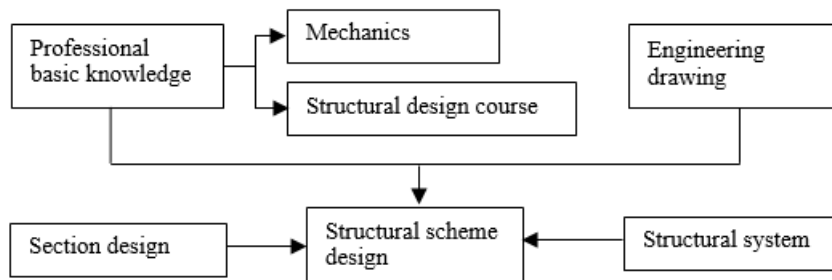 Professional
basic knowledge
Mechanics
Structural design course
Engineering
drawing
Section design
Structural scheme
design
Structural system